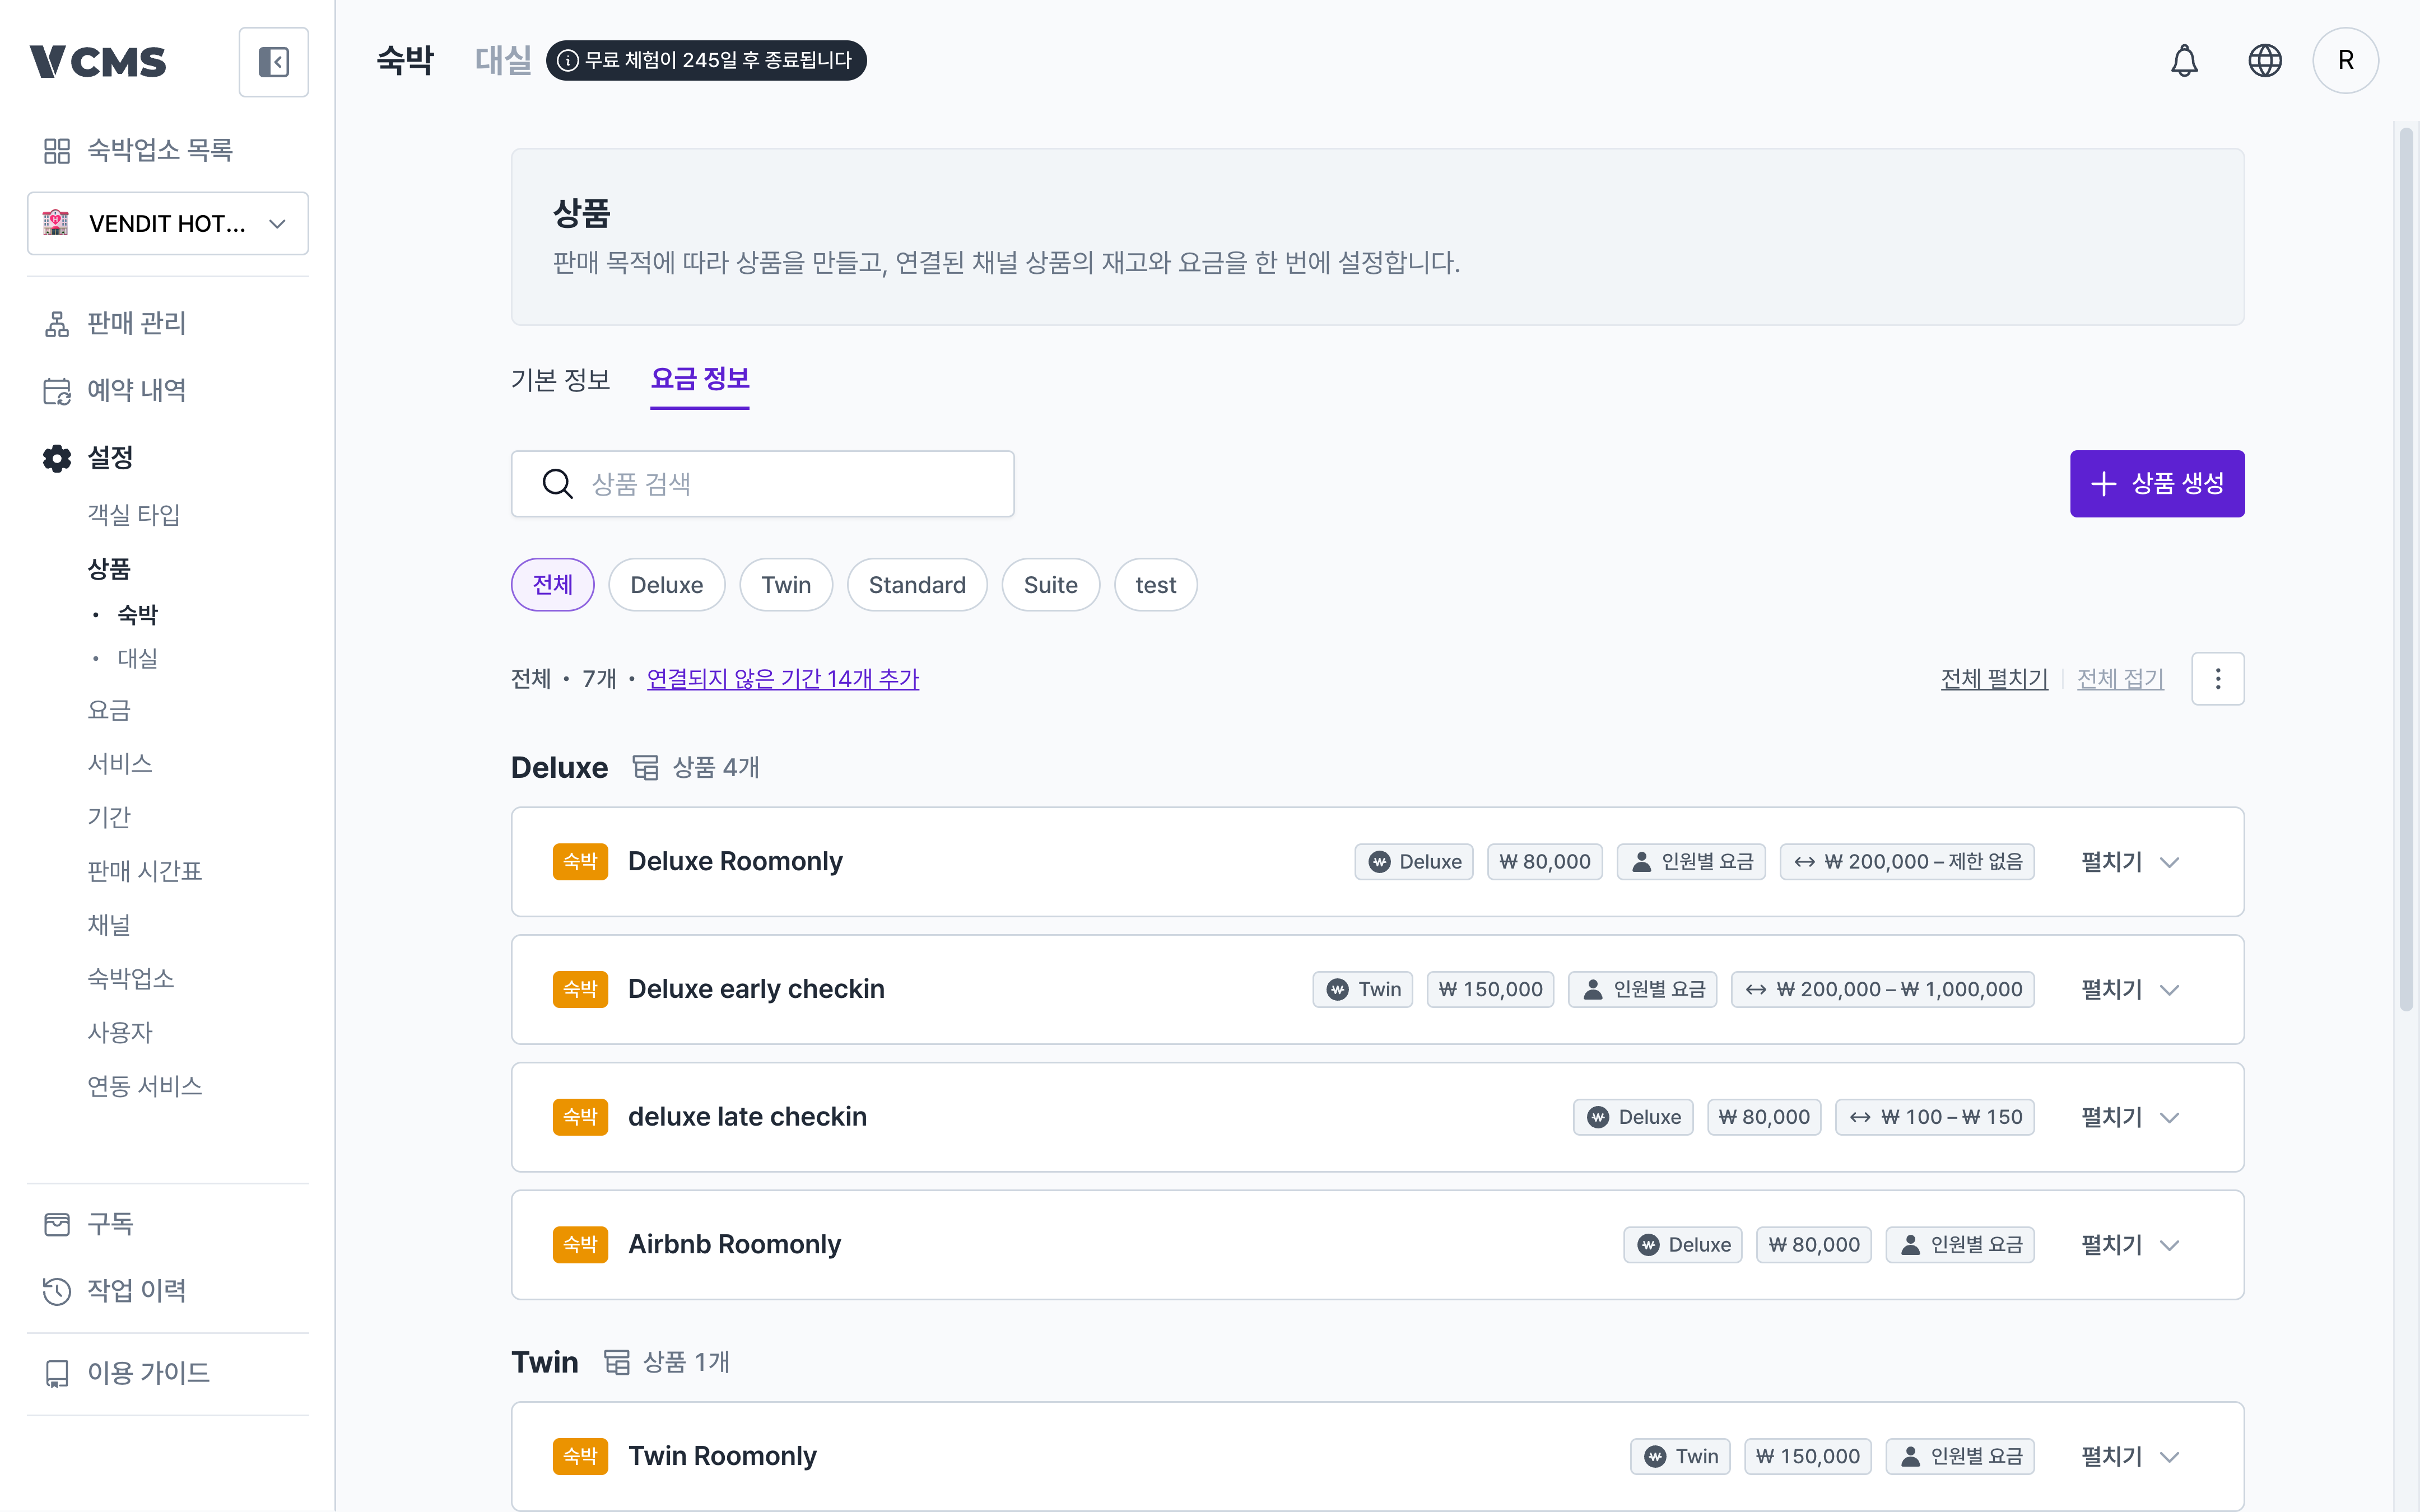 VCMS
숙박업소 목록
VENDIT HOT...
판매 관리
예약 내역
설정
객실 타입
상품
• 숙박
• 대실
요금
서비스
기간
판매 시간표
채널
숙박업소
사용자
연동 서비스
구독
작업 이력
이용 가이드
숙박 대실 무료 체험이 245일 후 종료됩니다
R
상품
판매 목적에 따라 상품을 만들고, 연결된 채널 상품의 재고와 요금을 한 번에 설정합니다.
기본 정보 요금 정보
상품 검색
+ 상품 생성
전체 Deluxe Twin Standard Suite test
전체 • 7개 • 연결되지 않은 기간 14개 추가
전체 펼치기 전체 접기
Deluxe 상품 4개
숙박 Deluxe Roomonly ₩ Deluxe ₩ 80,000 인원별 요금 ↔ ₩ 200,000 – 제한 없음 펼치기
숙박 Deluxe early checkin ₩ Twin ₩ 150,000 인원별 요금 ↔ ₩ 200,000 – ₩ 1,000,000 펼치기
숙박 deluxe late checkin ₩ Deluxe ₩ 80,000 ↔ ₩ 100 – ₩ 150 펼치기
숙박 Airbnb Roomonly ₩ Deluxe ₩ 80,000 인원별 요금 펼치기
Twin 상품 1개
숙박 Twin Roomonly ₩ Twin ₩ 150,000 인원별 요금 펼치기